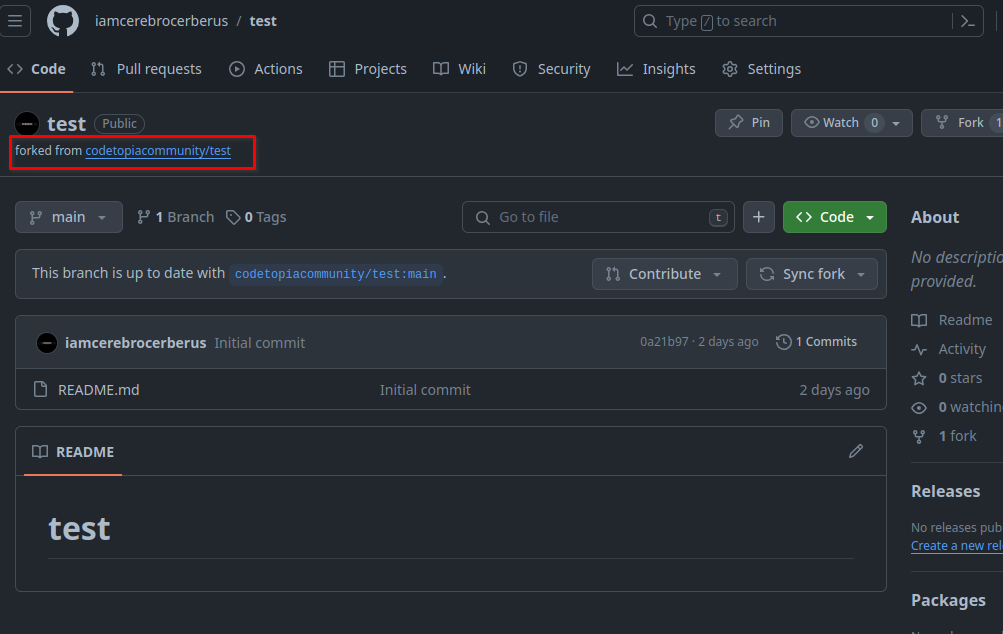 iamcerebrocerberus / test
Type / to search
Code Pull requests Actions Projects Wiki Security Insights Settings
test Public
Pin Watch 0 Fork 1
forked from codetopiacommunity/test
main 1 Branch 0 Tags Go to file t + Code
About
This branch is up to date with codetopiacommunity/test:main.
Contribute Sync fork
No descriptio
provided.
iamcerebrocerberus Initial commit 0a21b97 · 2 days ago 1 Commits
README.md Initial commit 2 days ago
Readme
Activity
0 stars
0 watchin
1 fork
README
test
Releases
No releases pub
Create a new rel
Packages